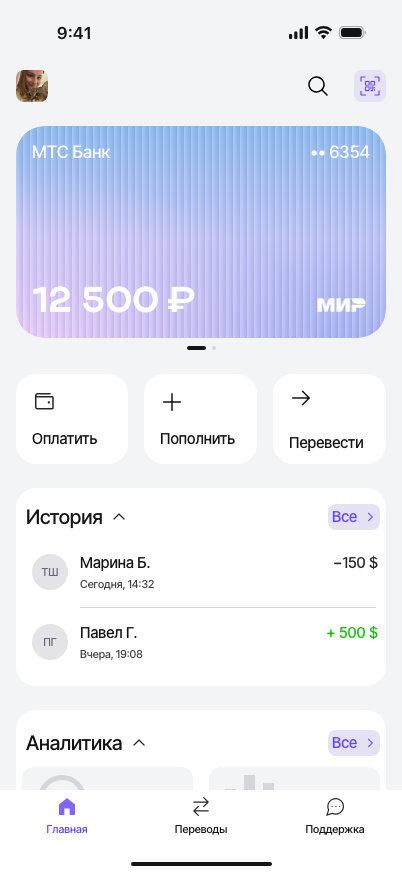 9:41
МТС Банк
•• 6354
12 500 ₽
МИР
Оплатить
Пополнить
Перевести
История
Все
ТШ
Марина Б.
−150 $
Сегодня, 14:32
ПГ
Павел Г.
+ 500 $
Вчера, 19:08
Аналитика
Все
Главная
Переводы
Поддержка